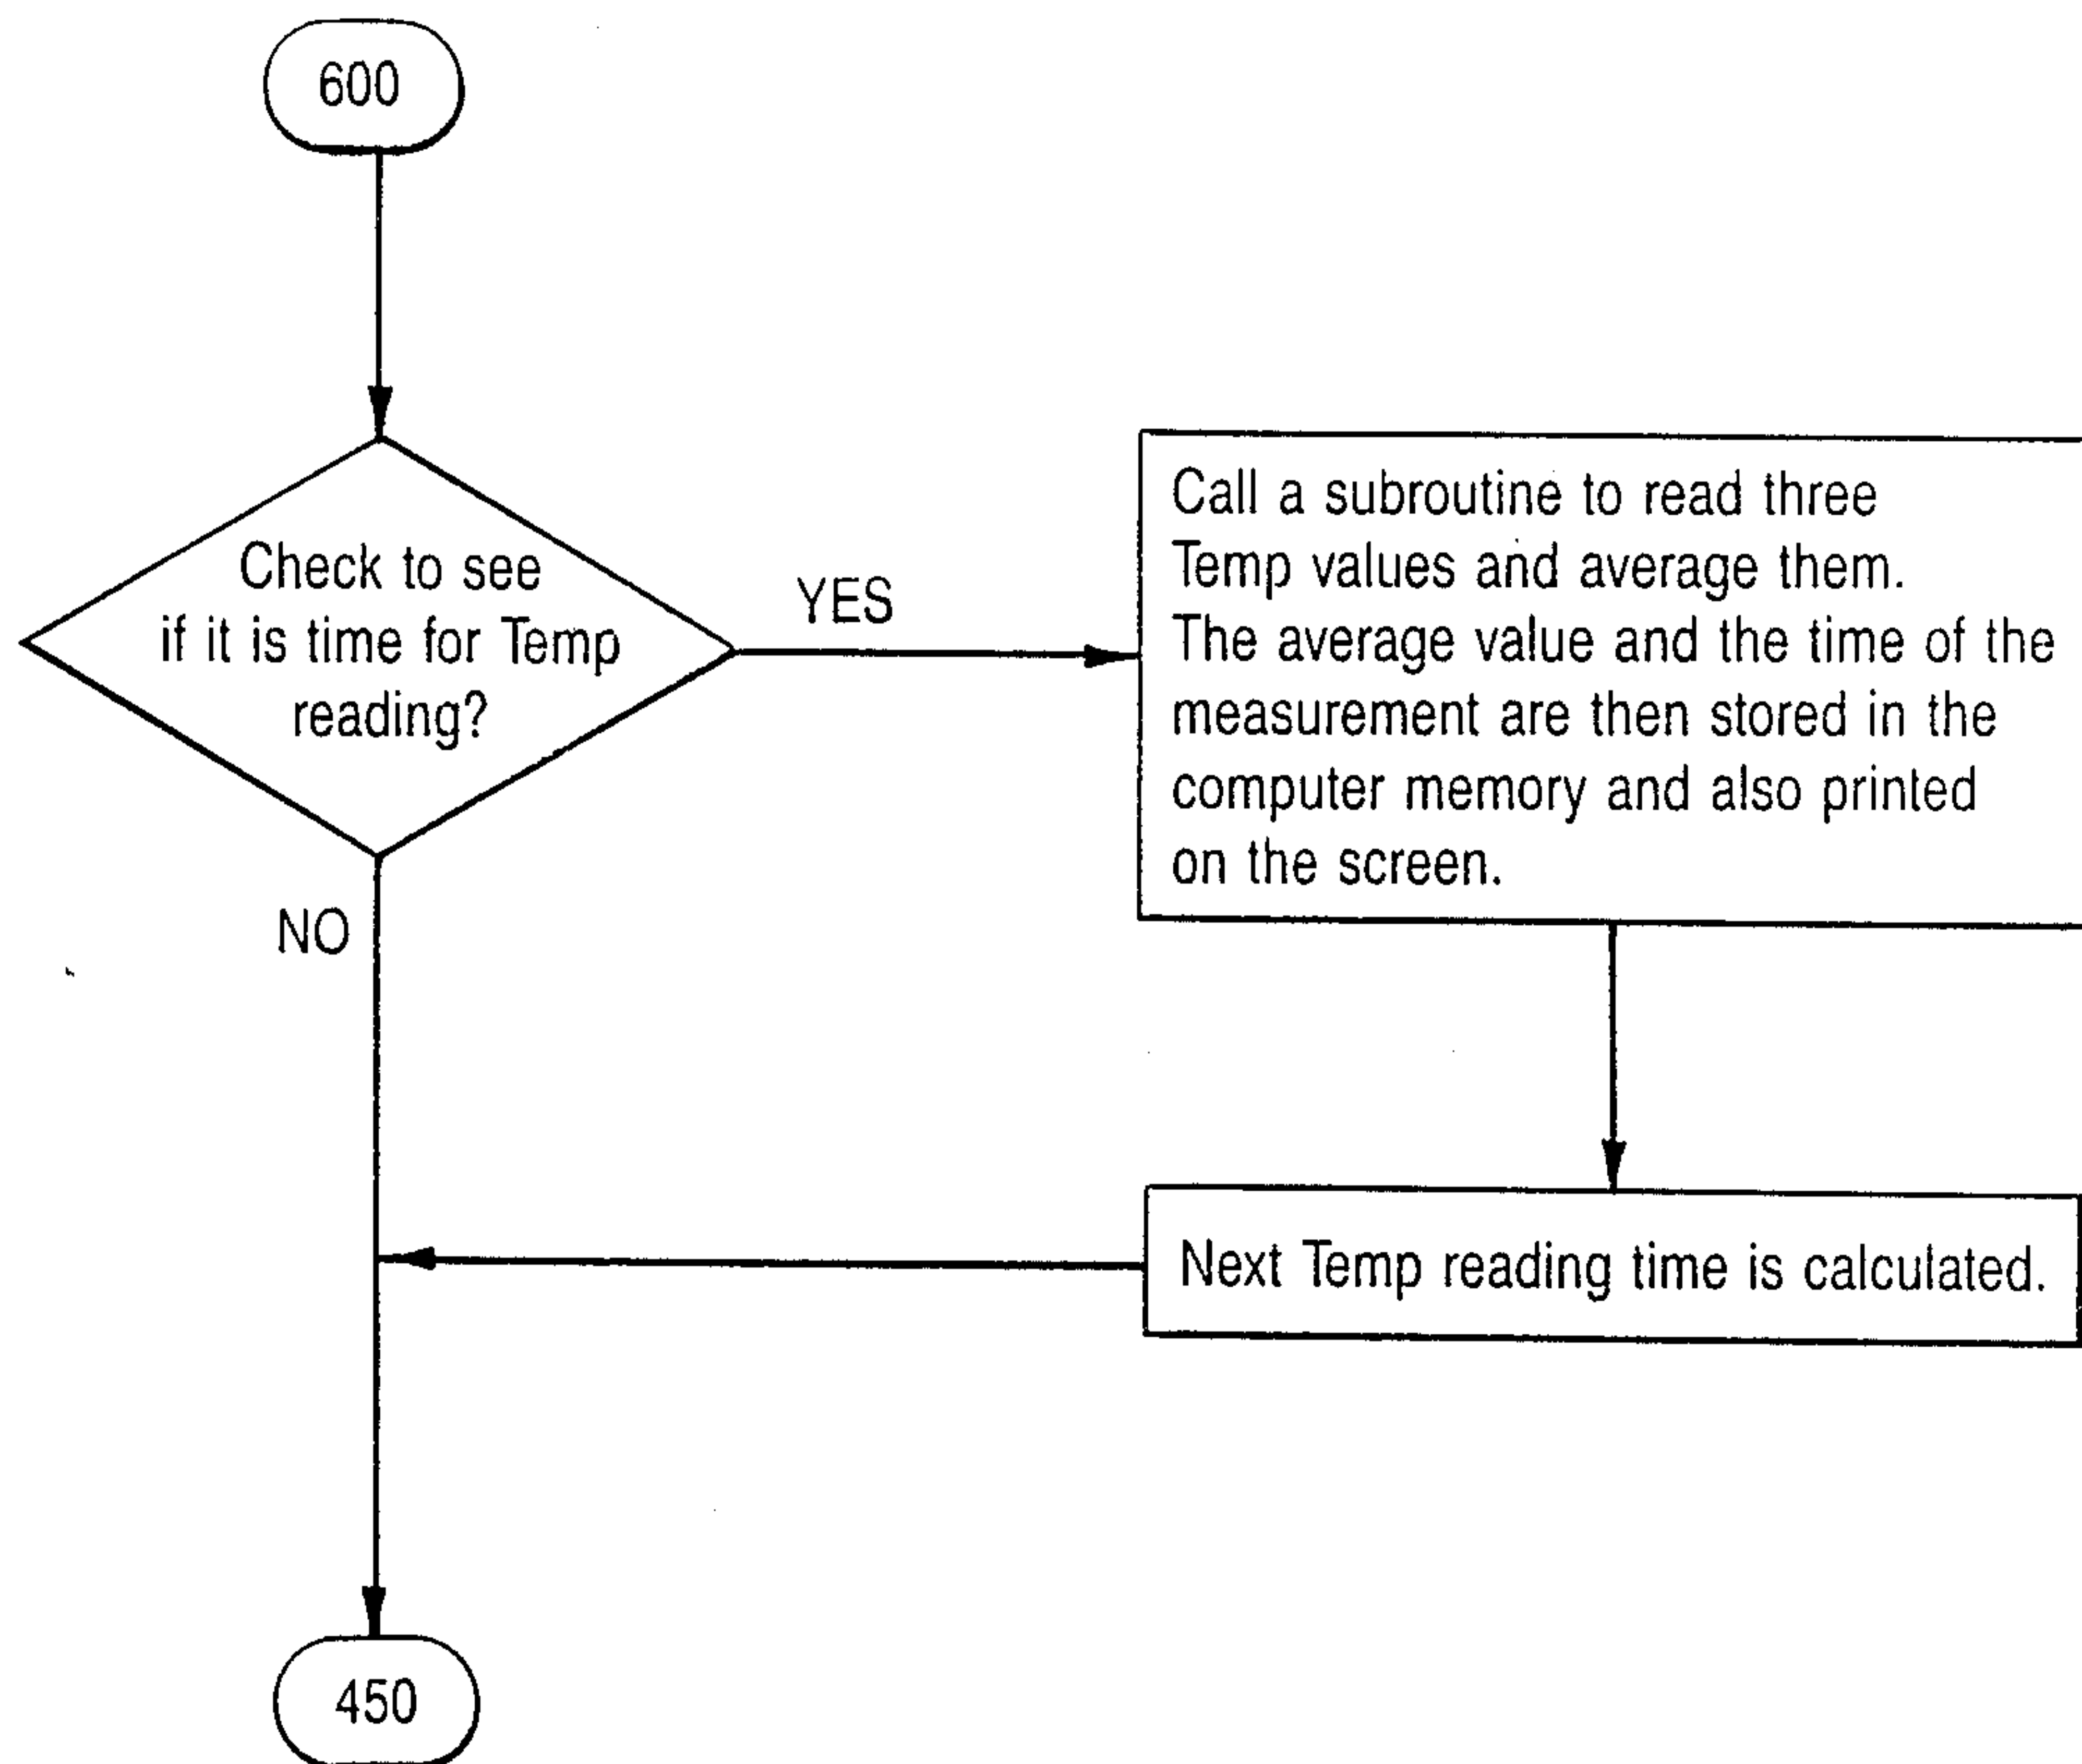 600
Check to see
if it is time for Temp
reading?
YES
Call a subroutine to read three
Temp values and average them.
The average value and the time of the
measurement are then stored in the
computer memory and also printed
on the screen.
NO
Next Temp reading time is calculated.
450